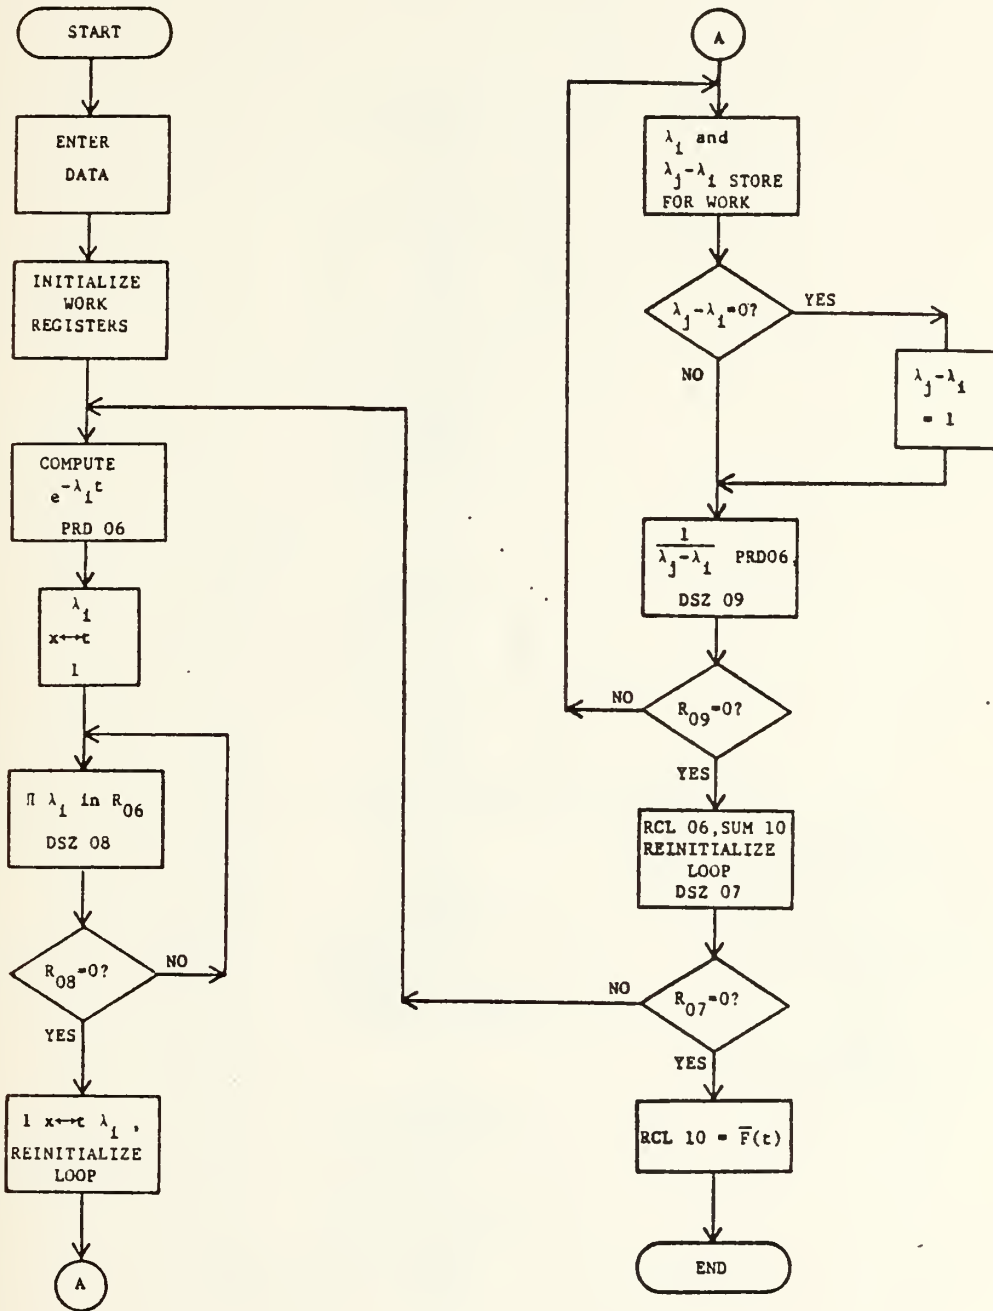 START
ENTER
DATA
INITIALIZE
WORK
REGISTERS
COMPUTE
e^-λ_i t
PRD 06
λ_i
x↔t
1
Π λ_i in R_06
DSZ 08
R_08=0?
NO
YES
1 x↔t λ_i ,
REINITIALIZE
LOOP
A
A
λ_i and
λ_j-λ_i STORE
FOR WORK
λ_j-λ_i=0?
YES
NO
λ_j-λ_i
= 1
1
λ_j-λ_i PRD06,
DSZ 09
NO
R_09=0?
YES
RCL 06,SUM 10
REINITIALIZE
LOOP
DSZ 07
NO
R_07=0?
YES
RCL 10 = F̅(t)
END